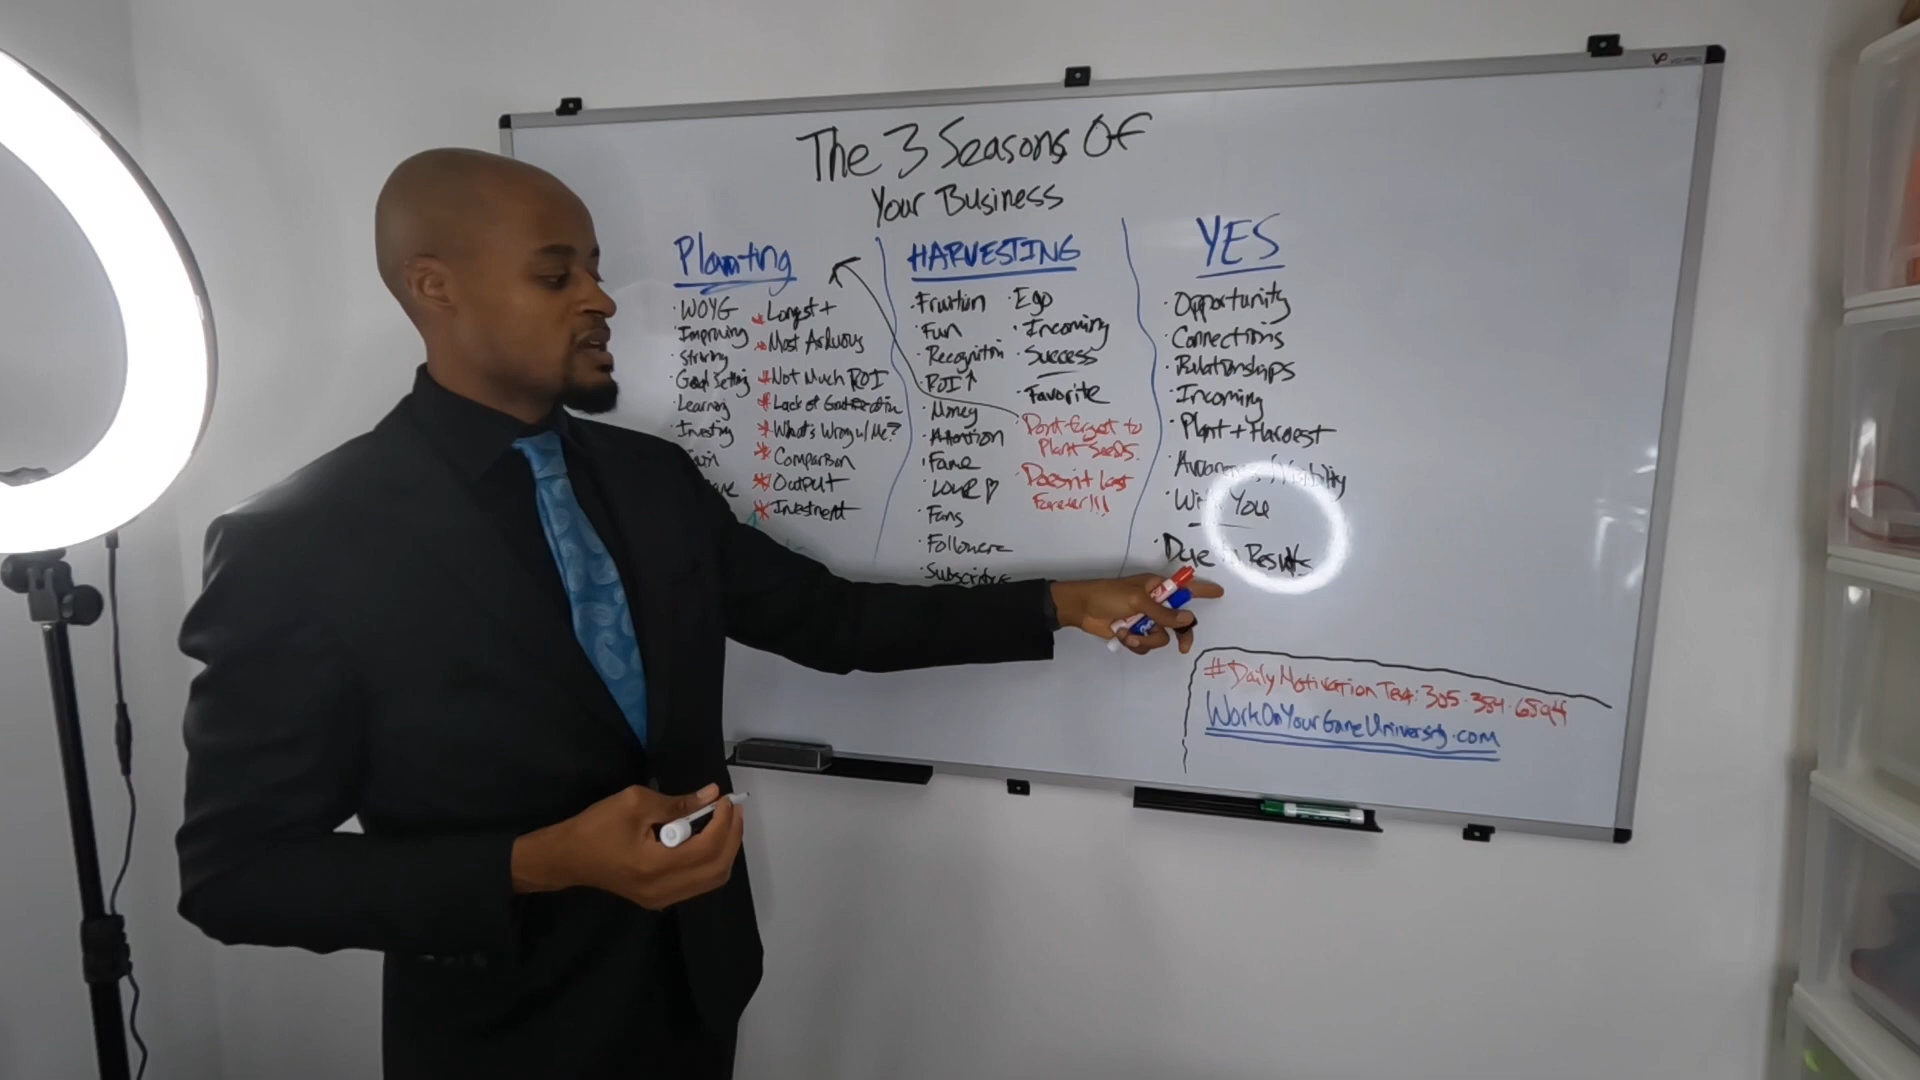 The 3 Seasons Of
Your Business
Planting
· WOYG
· Improving
· Striving
· Goal Setting
· Learning
· Investing
* Longest +
* Most Arduous
* Not Much ROI
* Lack of Gratification
* What's Wrong w/ Me?
* Comparison
* Output
* Investment
HARVESTING
· Fruition
· Fun
· Recognition
· ROI ↑
· Money
· Attention
· Fame
· Love ♡
· Fans
· Followers
· Subscribers
· Ego
· Incoming
· Success
· Favorite
Don't forget to
Plant Seeds.
· Doesn't Last
Forever!!!
YES
· Opportunity
· Connections
· Relationships
· Incoming
· Plant + Harvest
· With You
· Results
#DailyMotivation Text: 305.384.6894
WorkOnYourGameUniversity.com